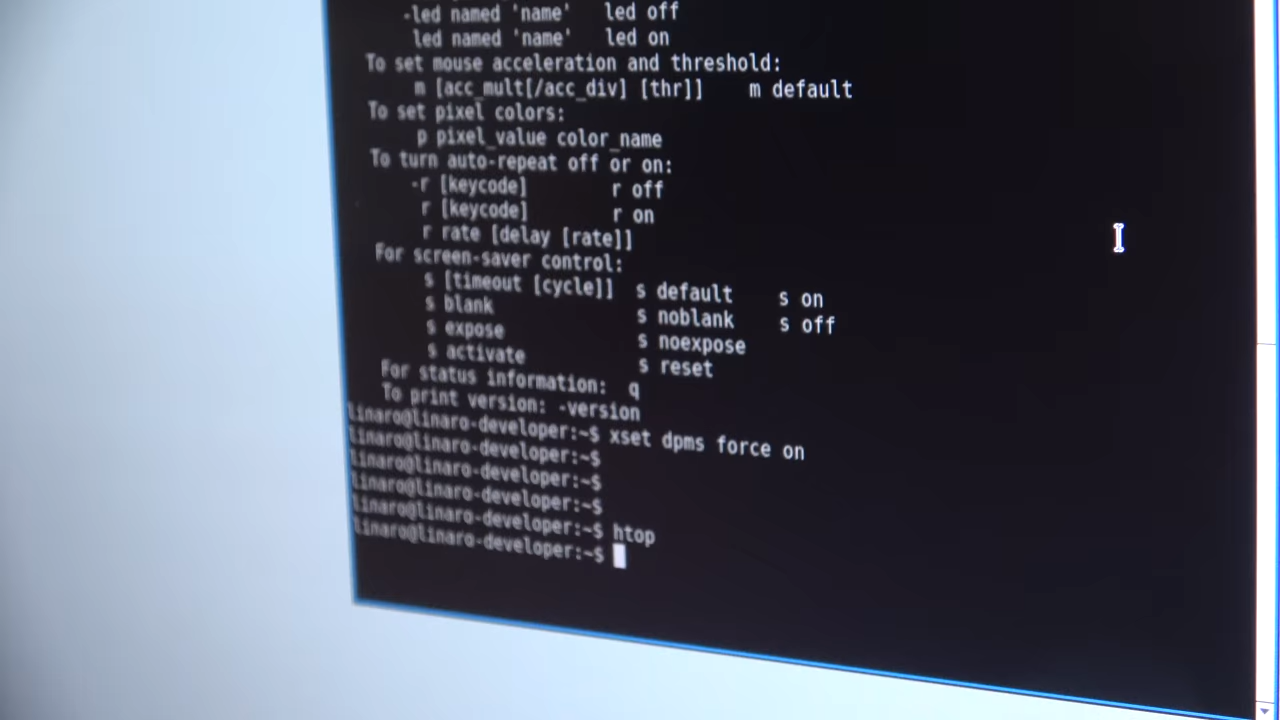 -led named 'name'   led off
led named 'name'   led on
To set mouse acceleration and threshold:
m [acc_mult[/acc_div] [thr]]    m default
To set pixel colors:
p pixel_value color_name
To turn auto-repeat off or on:
-r [keycode]        r off
r [keycode]        r on
r rate [delay [rate]]
For screen-saver control:
s [timeout [cycle]]  s default    s on
s blank              s noblank    s off
s expose             s noexpose
s activate           s reset
For status information:  q
To print version: -version
linaro@linaro-developer:~$ xset dpms force on
linaro@linaro-developer:~$
linaro@linaro-developer:~$
linaro@linaro-developer:~$
linaro@linaro-developer:~$ htop
linaro@linaro-developer:~$